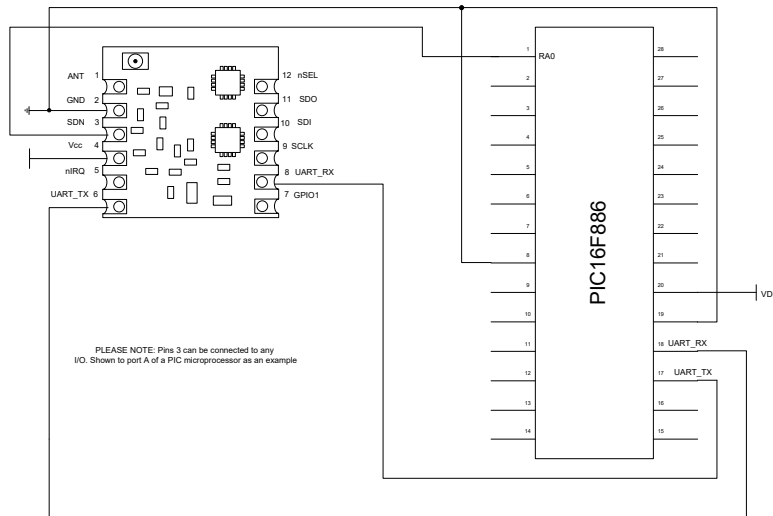 ANT 1
GND 2
SDN 3
Vcc 4
nIRQ 5
UART_TX 6
12 nSEL
11 SDO
10 SDI
9 SCLK
8 UART_RX
7 GPIO1
PLEASE NOTE: Pins 3 can be connected to any
I/O. Shown to port A of a PIC microprocessor as an example
PIC16F886
1 RA0
2
3
4
5
6
7
8
9
10
11
12
13
14
28
27
26
25
24
23
22
21
20
VD
19
18 UART_RX
17 UART_TX
16
15